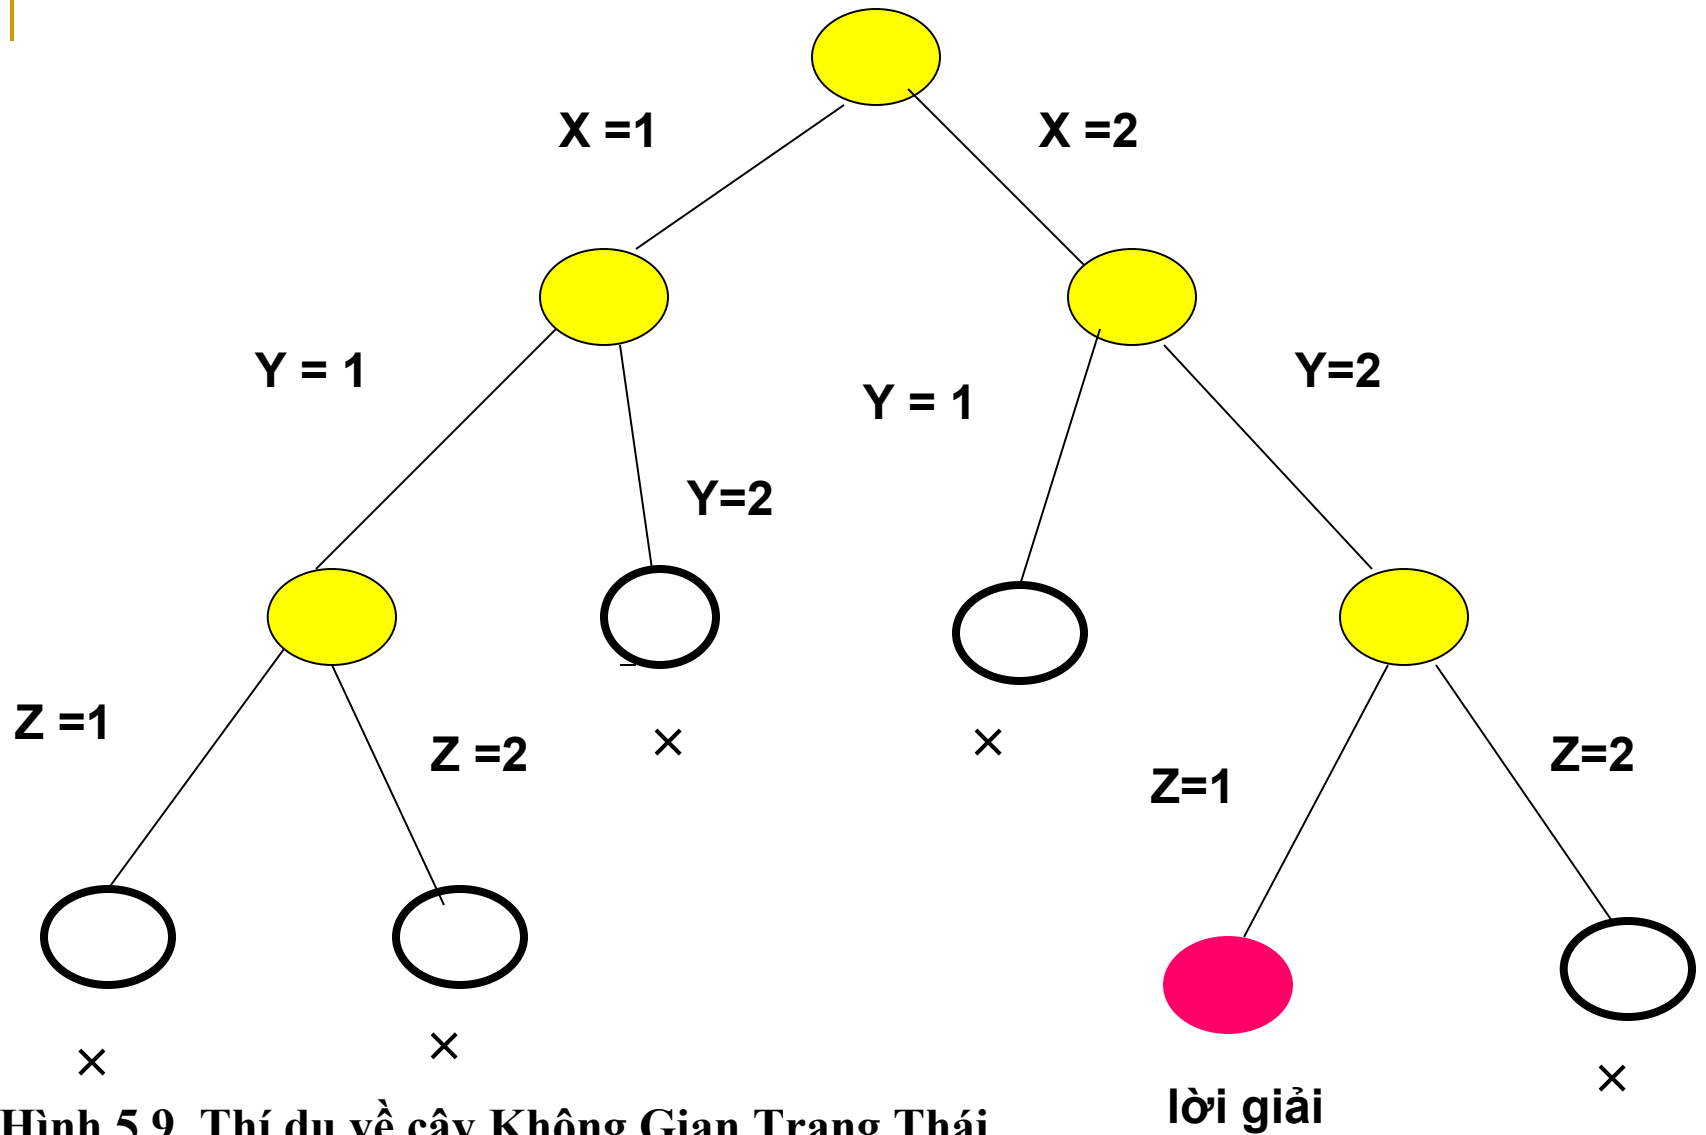 X =1
X =2
Y = 1
Y = 1
Y=2
Y=2
Z =1
Z =2
Z=1
Z=2
×
×
×
×
×
lời giải
Hình 5.9 Thí dụ về cây Không Gian Trạng Thái